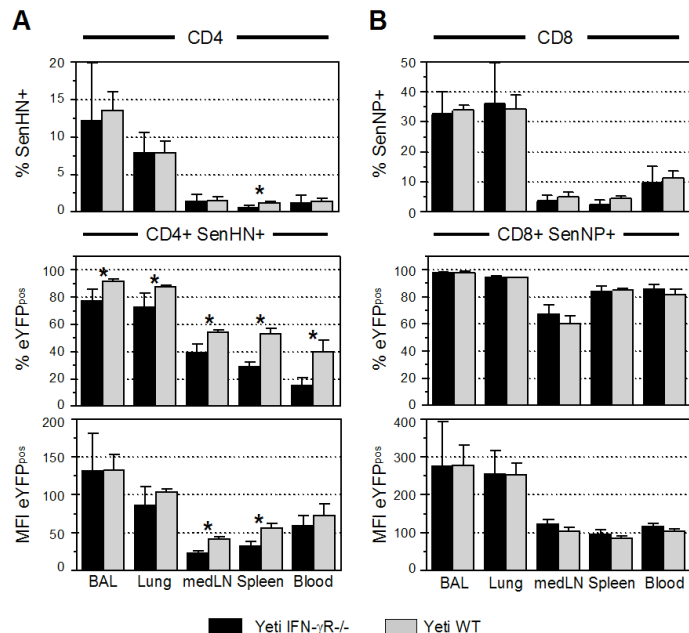 A
CD4
% SenHN+
20
15
10
5
0
*
CD4+ SenHN+
% eYFPpos
100
80
60
40
20
0
* * * * *
MFI eYFPpos
200
150
100
50
0
* *
BAL Lung medLN Spleen Blood
B
CD8
% SenNP+
50
40
30
20
10
0
CD8+ SenNP+
% eYFPpos
100
80
60
40
20
0
MFI eYFPpos
400
300
200
100
0
BAL Lung medLN Spleen Blood
Yeti IFN-γR-/- Yeti WT